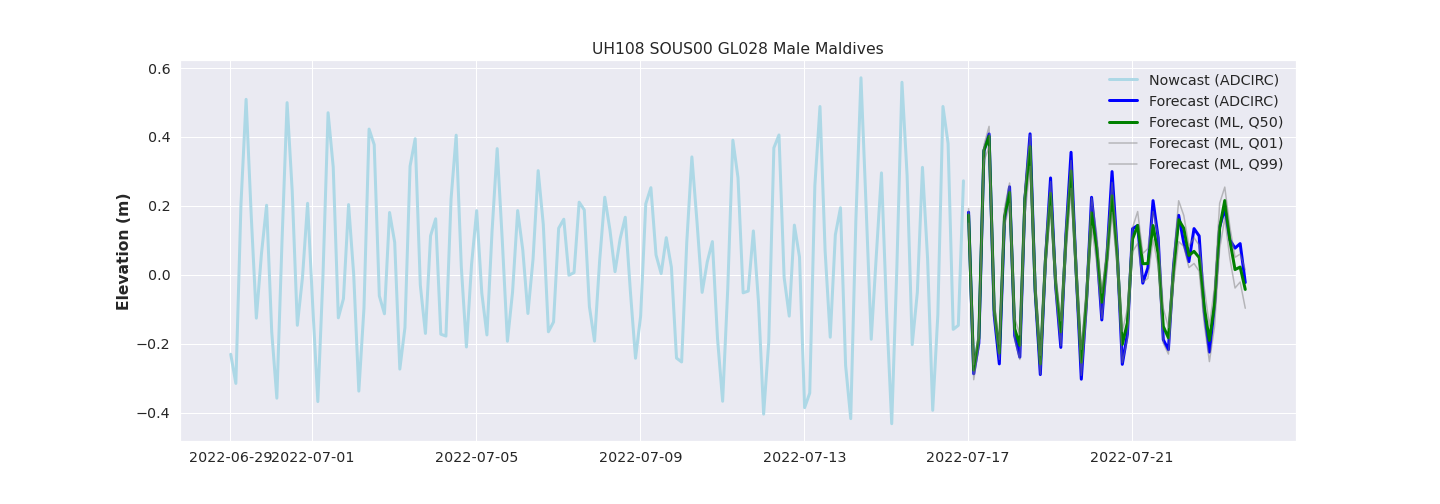 UH108 SOUS00 GL028 Male Maldives
Nowcast (ADCIRC)
Forecast (ADCIRC)
Forecast (ML, Q50)
Forecast (ML, Q01)
Forecast (ML, Q99)
Elevation (m)
0.6
0.4
0.2
0.0
−0.2
−0.4
2022-06-29 2022-07-01 2022-07-05 2022-07-09 2022-07-13 2022-07-17 2022-07-21